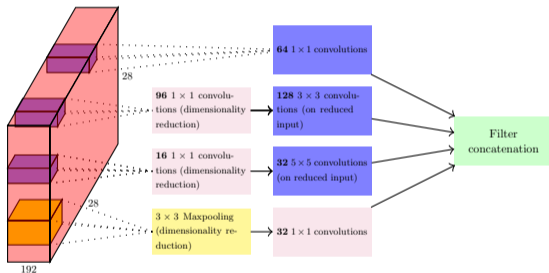 64 1×1 convolutions
28
96 1 × 1 convolu-
tions (dimensionality
reduction)
128 3 × 3 convolu-
tions (on reduced
input)
Filter
concatenation
16 1 × 1 convolu-
tions (dimensionality
reduction)
32 5×5 convolutions
(on reduced input)
28
3 × 3 Maxpooling
(dimensionality re-
duction)
32 1×1 convolutions
192